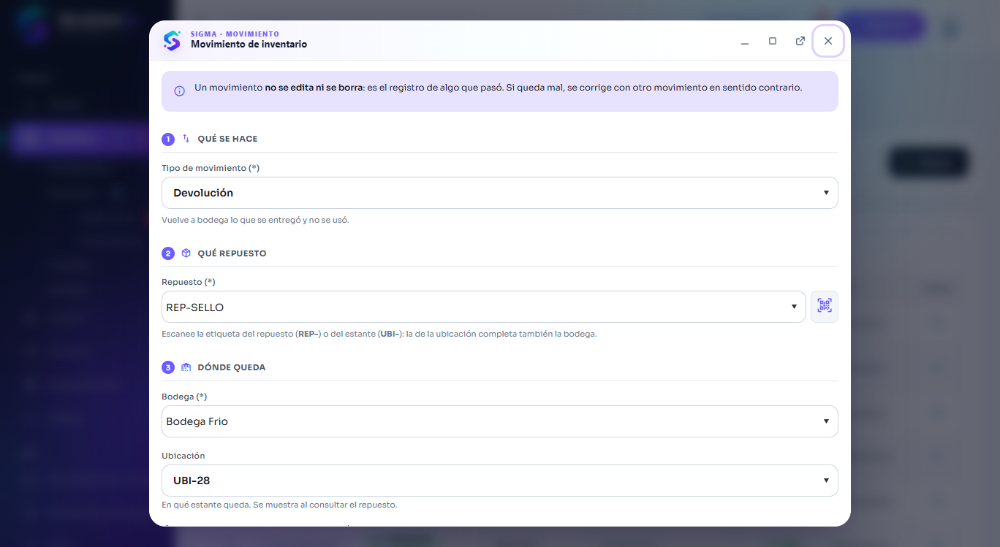 SIGMA · MOVIMIENTO
Movimiento de inventario
Un movimiento no se edita ni se borra: es el registro de algo que pasó. Si queda mal, se corrige con otro movimiento en sentido contrario.
1 QUÉ SE HACE
Tipo de movimiento (*)
Devolución
Vuelve a bodega lo que se entregó y no se usó.
2 QUÉ REPUESTO
Repuesto (*)
REP-SELLO
Escanee la etiqueta del repuesto (REP-) o del estante (UBI-): la de la ubicación completa también la bodega.
3 DÓNDE QUEDA
Bodega (*)
Bodega Frio
Ubicación
UBI-28
En qué estante queda. Se muestra al consultar el repuesto.